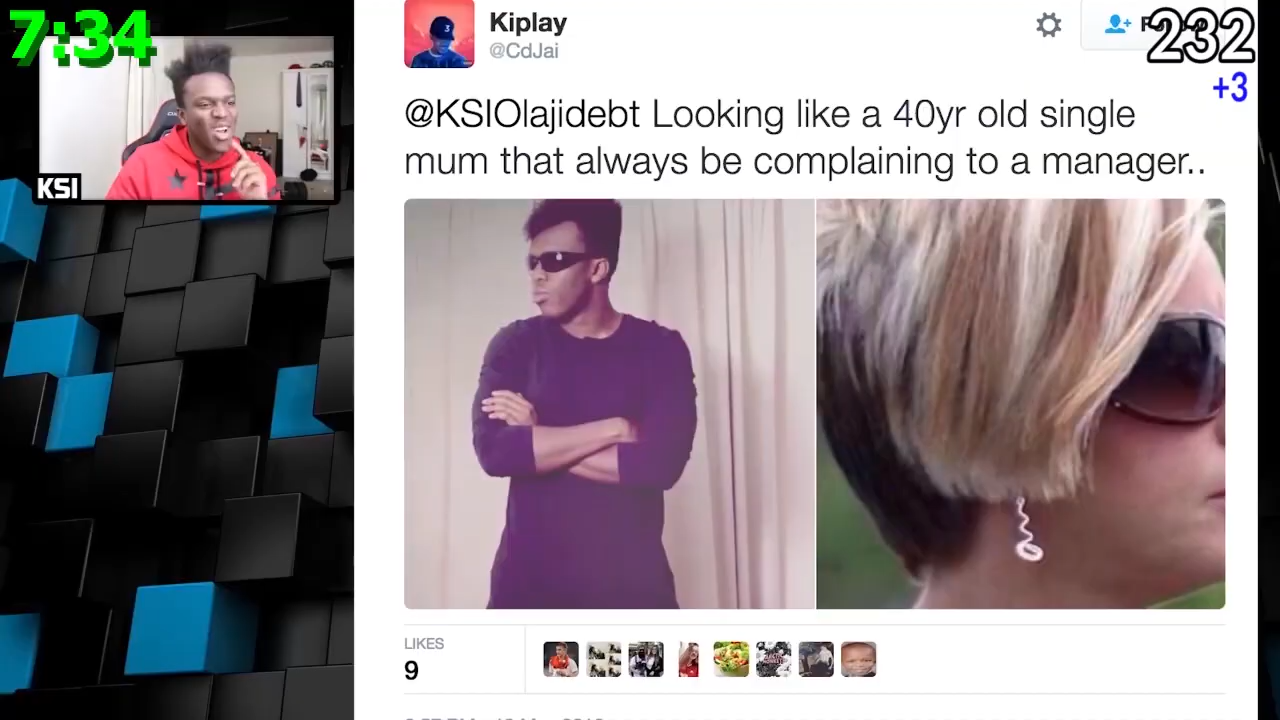 7:34
KSI
Kiplay
@CdJai
232
+3
@KSIOlajidebt Looking like a 40yr old single
mum that always be complaining to a manager..
LIKES
9